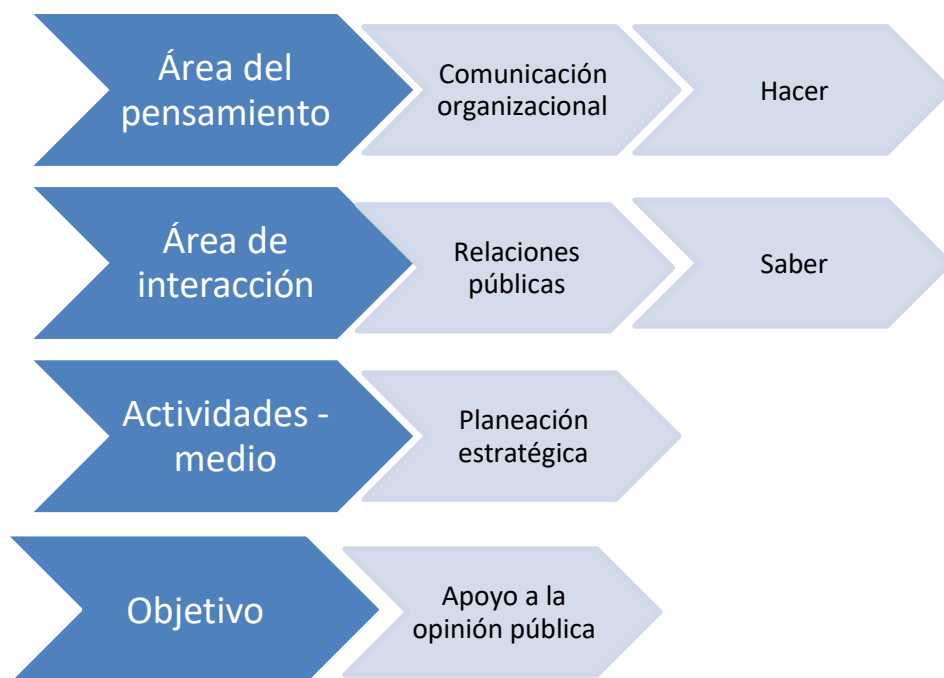 Área del
pensamiento
Comunicación
organizacional
Hacer
Área de
interacción
Relaciones
públicas
Saber
Actividades -
medio
Planeación
estratégica
Objetivo
Apoyo a la
opinión pública